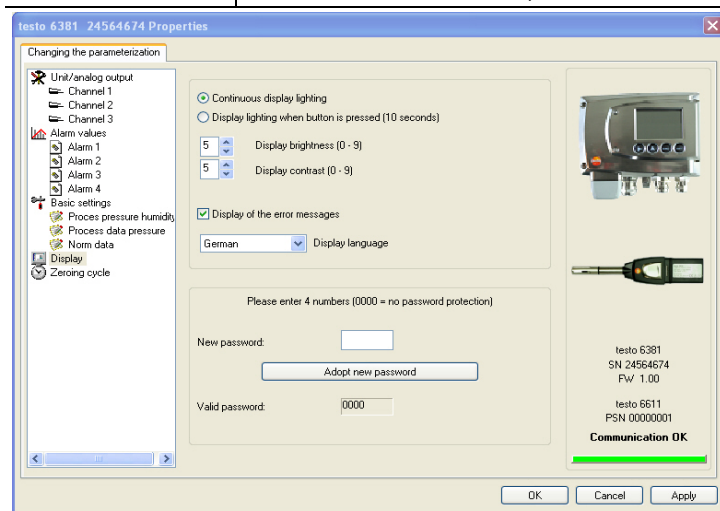 testo 6381 24564674 Properties
Changing the parameterization
Unit/analog output
Channel 1
Channel 2
Channel 3
Alarm values
Alarm 1
Alarm 2
Alarm 3
Alarm 4
Basic settings
Proces pressure humidity
Process data pressure
Norm data
Display
Zeroing cycle
Continuous display lighting
Display lighting when button is pressed (10 seconds)
5 Display brightness (0 - 9)
5 Display contrast (0 - 9)
Display of the error messages
German Display language
Please enter 4 numbers (0000 = no password protection)
New password:
Adopt new password
Valid password: 0000
testo 6381
SN 24564674
FW 1.00
testo 6611
PSN 00000001
Communication OK
OK Cancel Apply